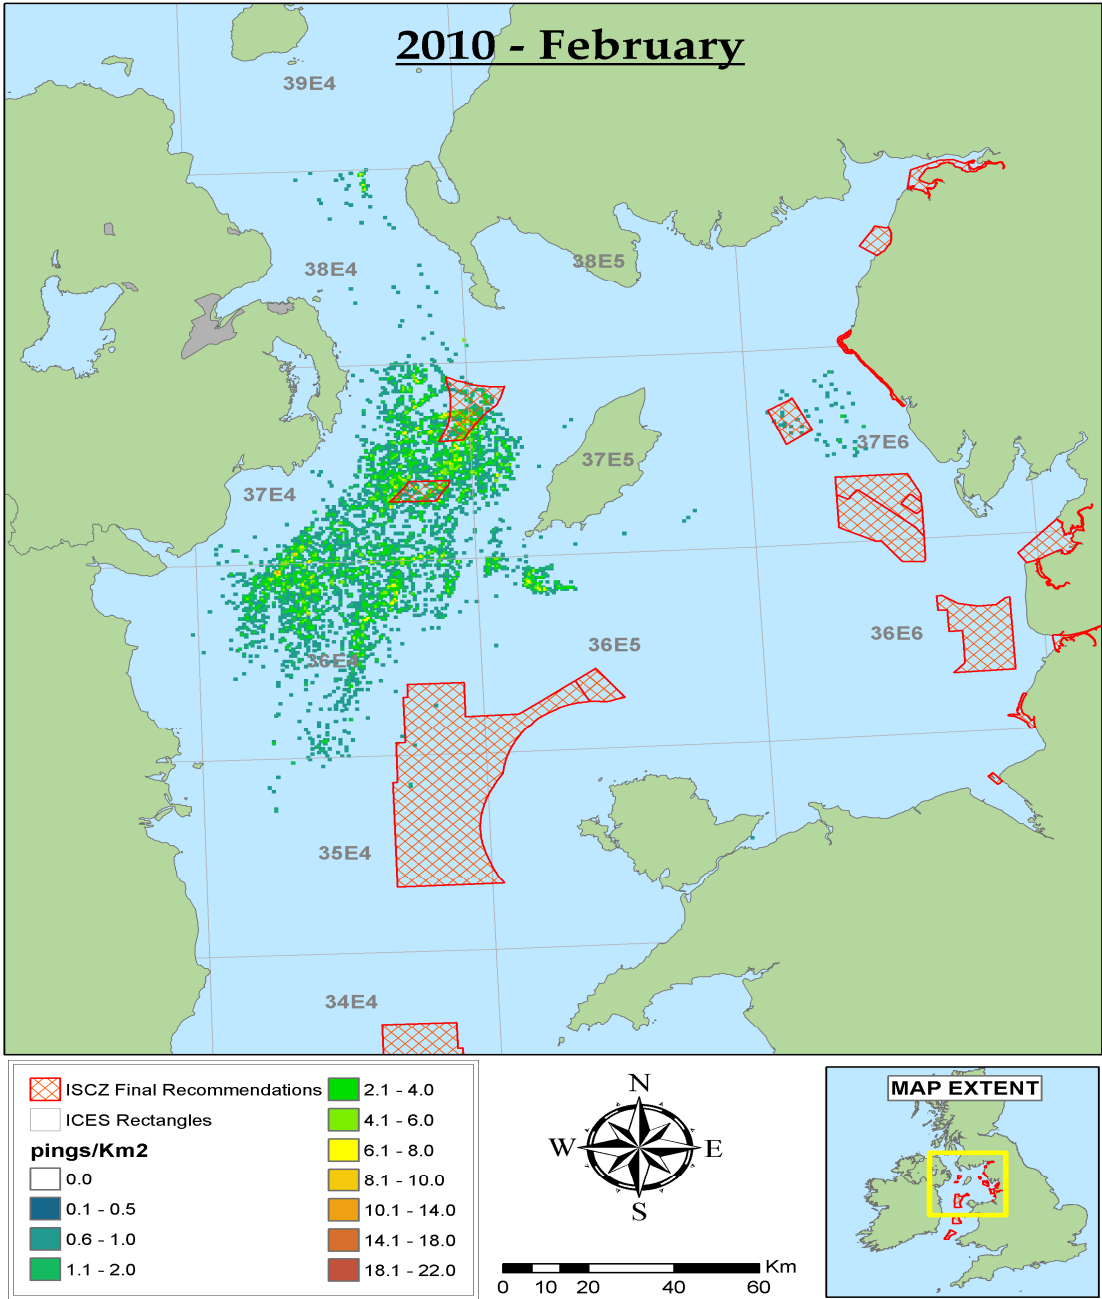 2010 - February
39E4
38E4
38E5
37E6
37E5
37E4
36E6
36E5
36E4
35E4
34E4
ISCZ Final Recommendations
ICES Rectangles
pings/Km2
0.0
0.1 - 0.5
0.6 - 1.0
1.1 - 2.0
2.1 - 4.0
4.1 - 6.0
6.1 - 8.0
8.1 - 10.0
10.1 - 14.0
14.1 - 18.0
18.1 - 22.0
N
W E
S
Km
0 10 20 40 60
MAP EXTENT